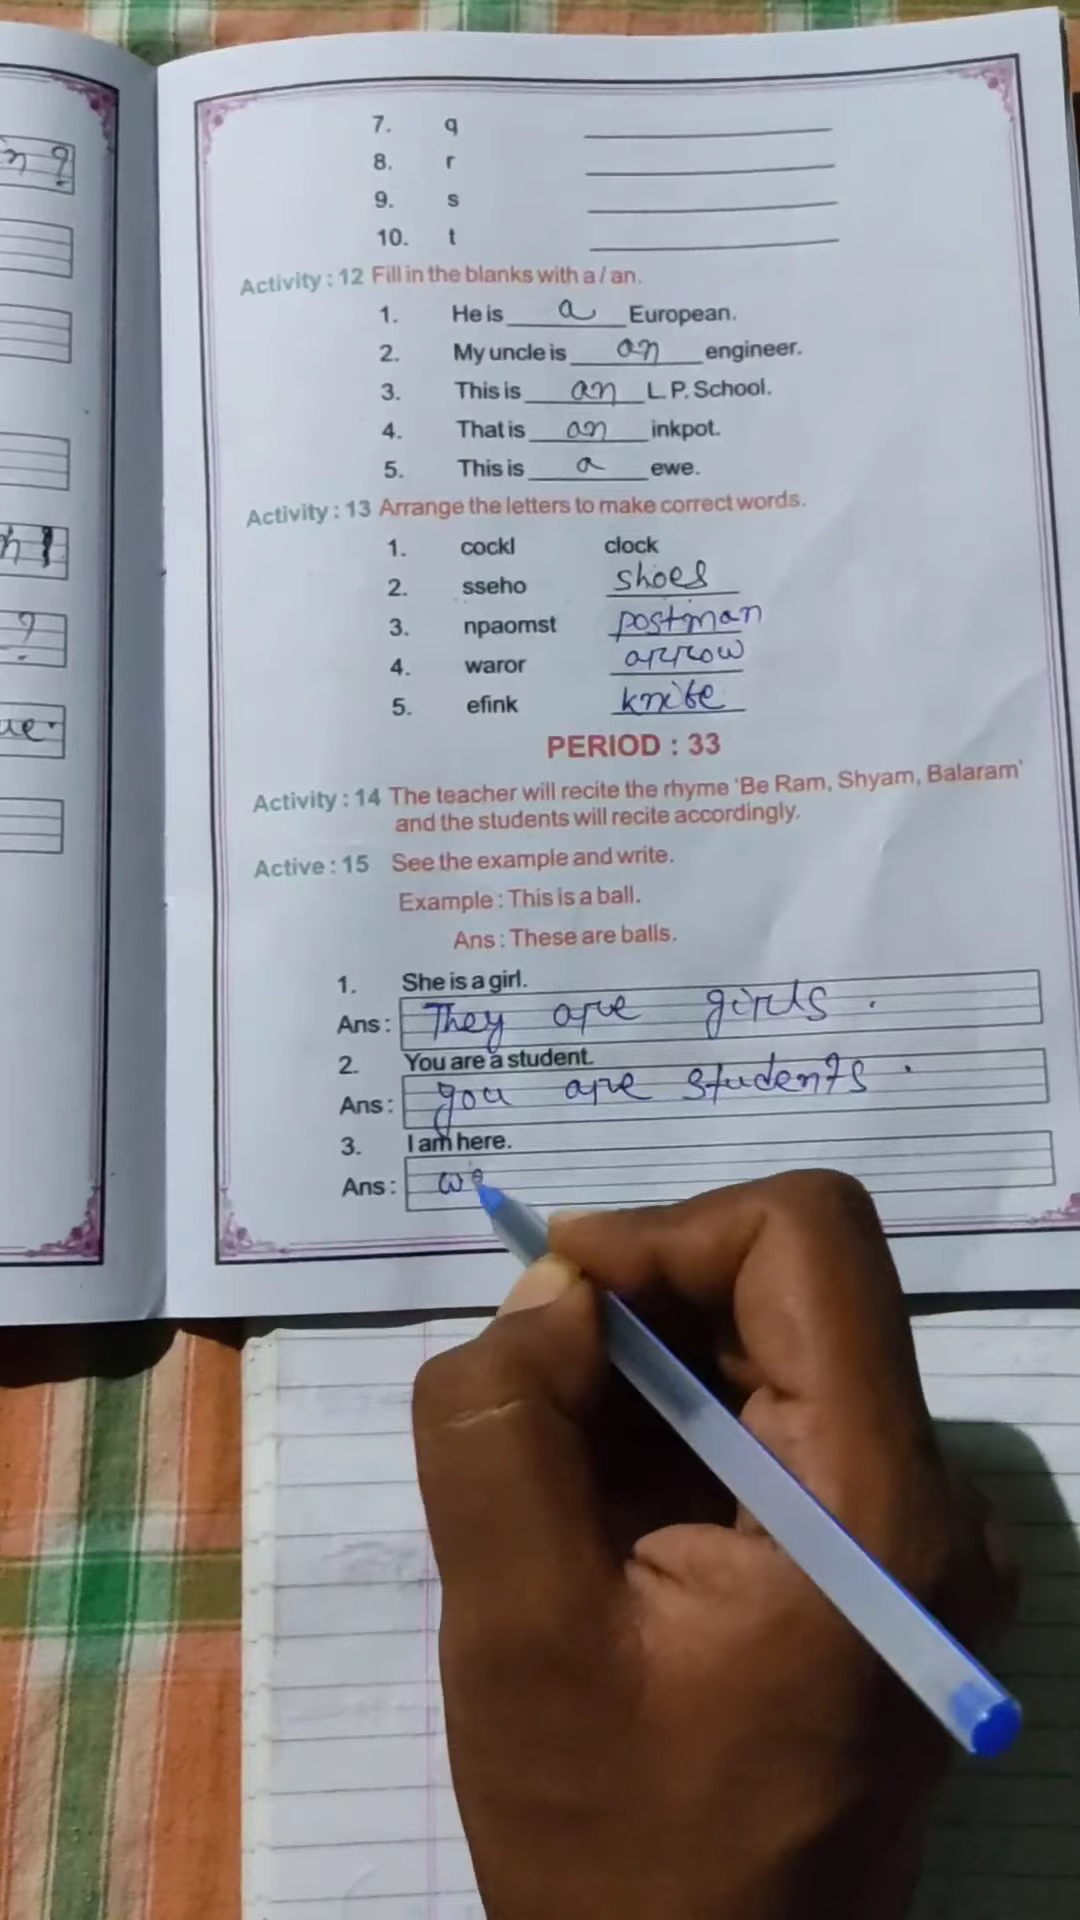 n ?
n !
?
ue.
7. q
8. r
9. s
10. t
Activity : 12 Fill in the blanks with a / an.
1. He is a European.
2. My uncle is an engineer.
3. This is an L.P. School.
4. That is an inkpot.
5. This is a ewe.
Activity : 13 Arrange the letters to make correct words.
1. cockl clock
2. sseho shoes
3. npaomst postman
4. waror arrow
5. efink knife
PERIOD : 33
Activity : 14 The teacher will recite the rhyme 'Be Ram, Shyam, Balaram'
and the students will recite accordingly.
Active : 15 See the example and write.
Example : This is a ball.
Ans : These are balls.
1. She is a girl.
Ans : They are girls .
2. You are a student.
Ans : you are students .
3. I am here.
Ans : we